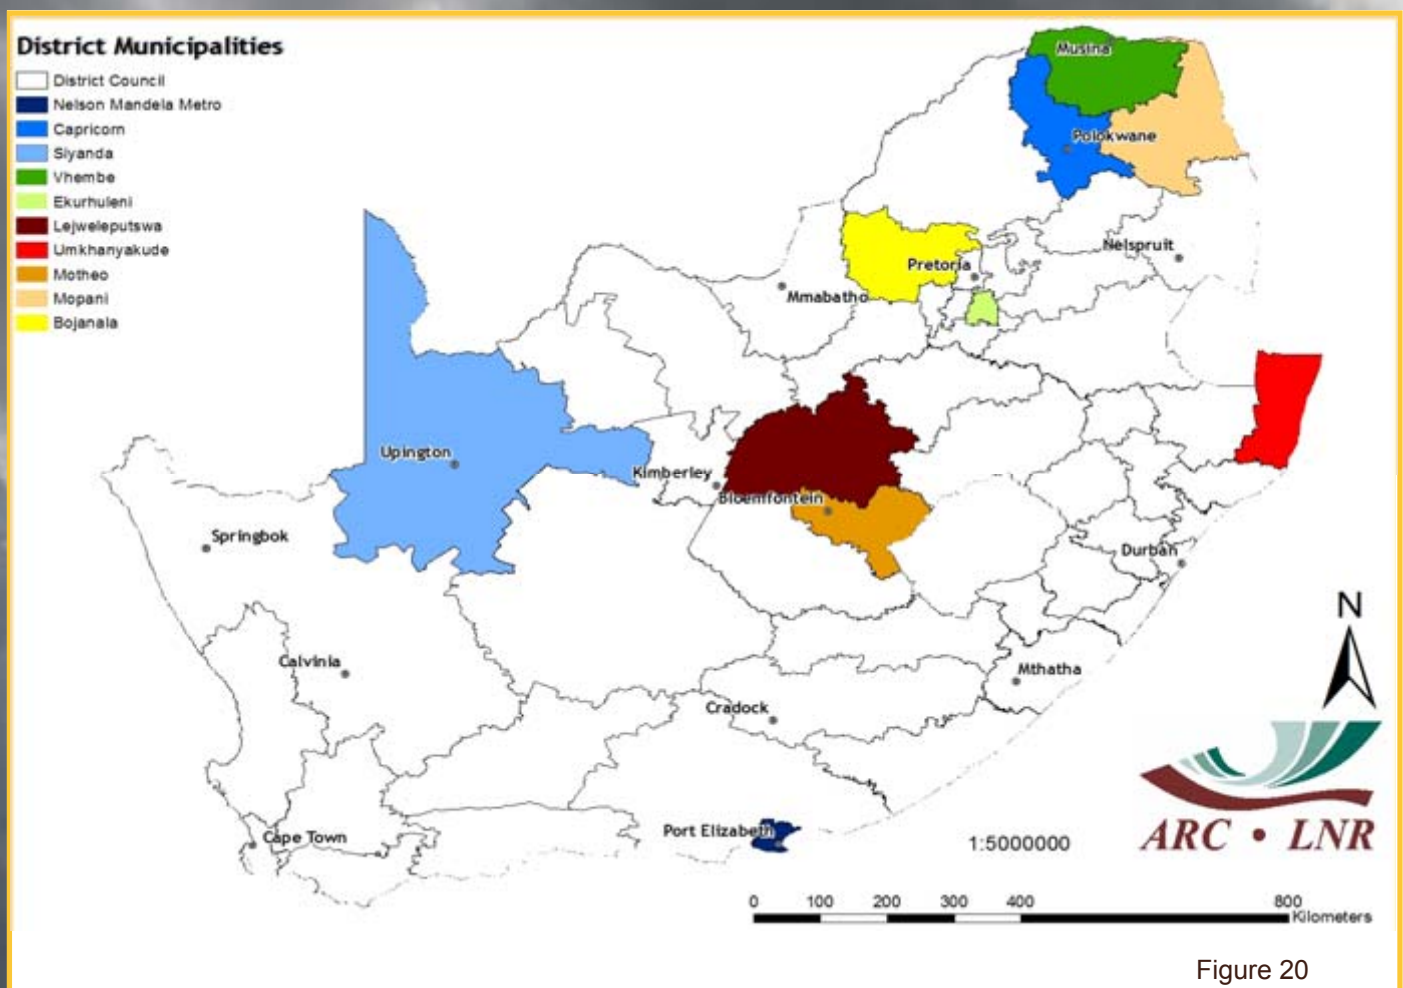 District Municipalities
District Council
Nelson Mandela Metro
Capricorn
Siyanda
Vhembe
Ekurhuleni
Lejweleputswa
Umkhanyakude
Motheo
Mopani
Bojanala
Musina
Polokwane
Nelspruit
Pretoria
Mmabatho
Upington
Kimberley
Bloemfontein
Springbok
Durban
Calvinia
Mthatha
Cradock
Port Elizabeth
Cape Town
N
ARC • LNR
1:5000000
0 100 200 300 400 800
Kilometers
Figure 20